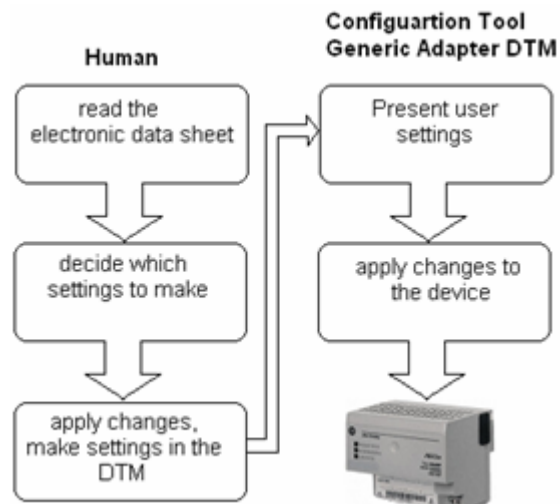 Human
read the
electronic data sheet
decide which
settings to make
apply changes,
make settings in the
DTM
Configuartion Tool
Generic Adapter DTM
Present user
settings
apply changes to
the device